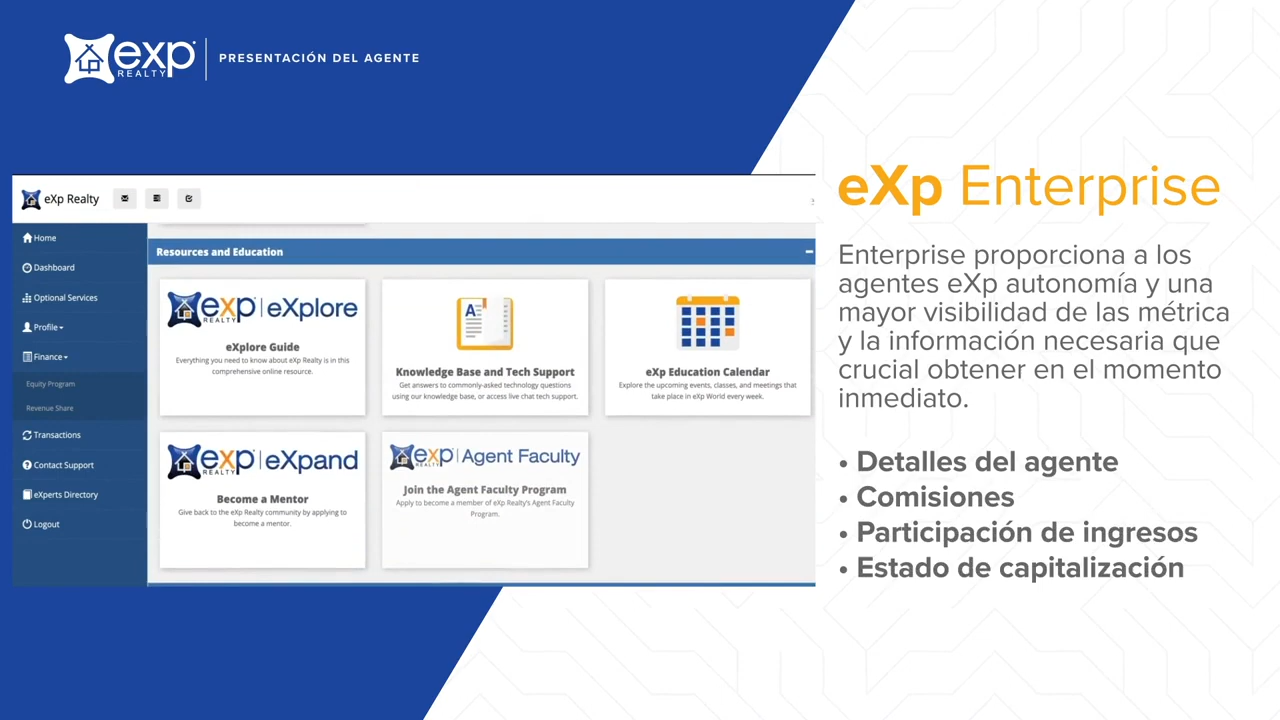 exp
REALTY
PRESENTACIÓN DEL AGENTE
eXp Realty
Home
Dashboard
Optional Services
Profile
Finance
Equity Program
Revenue Share
Transactions
Contact Support
eXperts Directory
Logout
Resources and Education
exp REALTY | eXplore
eXplore Guide
Everything you need to know about eXp Realty is in this
comprehensive online resource.
Knowledge Base and Tech Support
Get answers to commonly-asked technology questions
using our knowledge base, or access live chat tech support.
eXp Education Calendar
Explore the upcoming events, classes, and meetings that
take place in eXp World every week.
exp REALTY | eXpand
Become a Mentor
Give back to the eXp Realty community by applying to
become a mentor.
exp REALTY | Agent Faculty
Join the Agent Faculty Program
Apply to become a member of eXp Realty's Agent Faculty
Program.
eXp Enterprise
Enterprise proporciona a los
agentes eXp autonomía y una
mayor visibilidad de las métrica
y la información necesaria que
crucial obtener en el momento
inmediato.
• Detalles del agente
• Comisiones
• Participación de ingresos
• Estado de capitalización